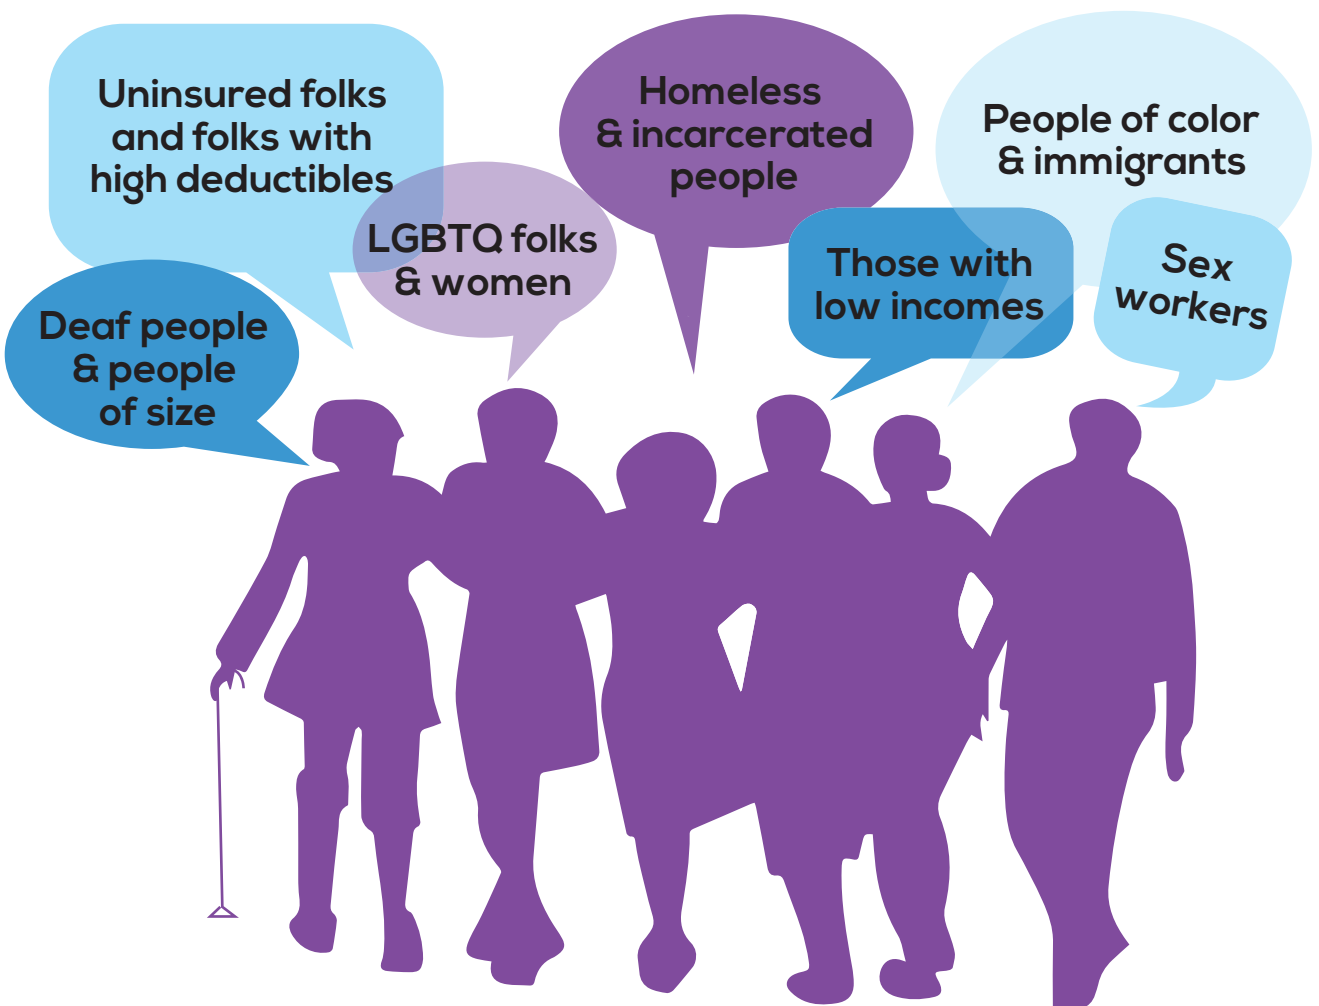 Uninsured folks
and folks with
high deductibles
LGBTQ folks
& women
Homeless
& incarcerated
people
People of color
& immigrants
Those with
low incomes
Sex
workers
Deaf people
& people
of size